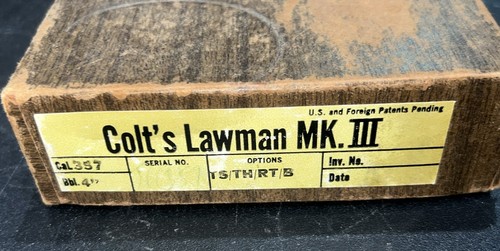 U.S. and Foreign Patents Pending
Colt's Lawman MK. III
Cal. 357 SERIAL NO. OPTIONS Inv. No.
Bbl. 4" TS/TH/RT/B Date